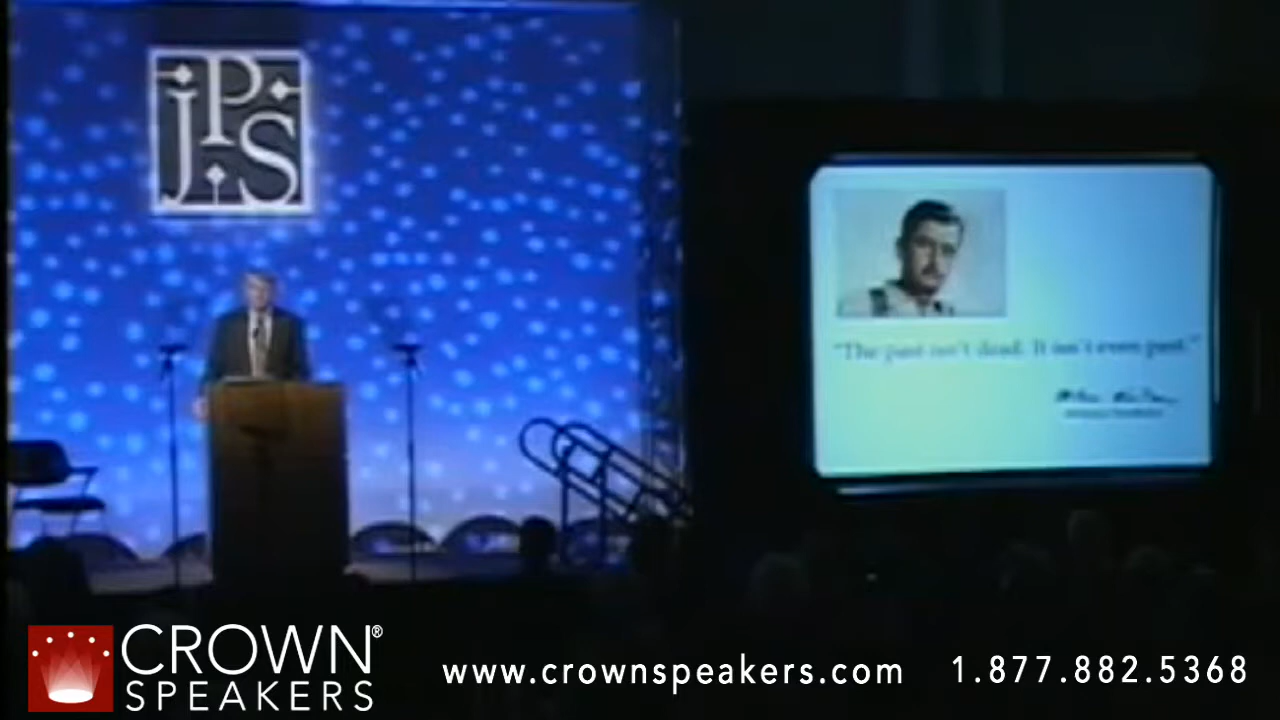 JPS
"The past isn't dead. It isn't even past."
CROWN®
SPEAKERS
www.crownspeakers.com
1.877.882.5368